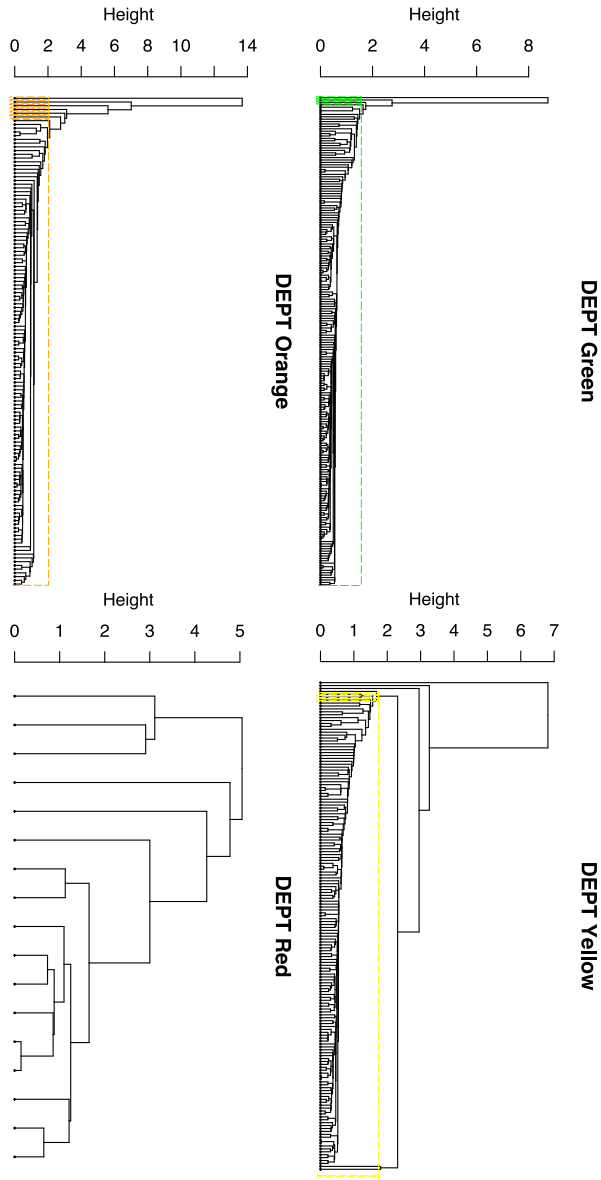 Height
0 2 4 6 8 10 14
DEPT Orange
Height
0 2 4 6 8
DEPT Green
Height
0 1 2 3 4 5
DEPT Red
Height
0 1 2 3 4 5 6 7
DEPT Yellow